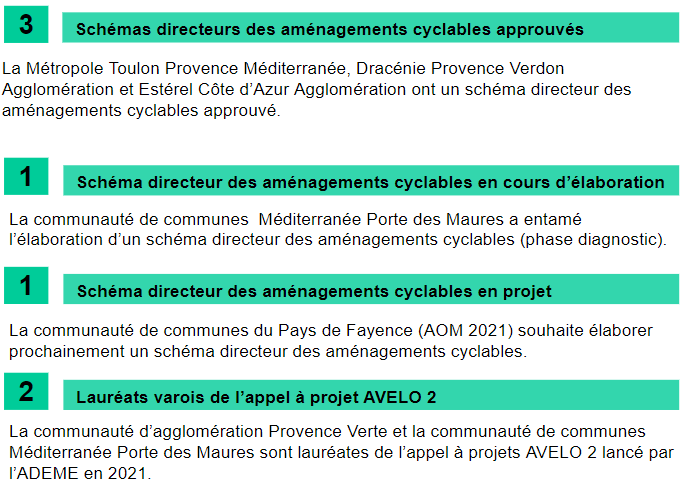 3 Schémas directeurs des aménagements cyclables approuvés
La Métropole Toulon Provence Méditerranée, Dracénie Provence Verdon
Agglomération et Estérel Côte d'Azur Agglomération ont un schéma directeur des
aménagements cyclables approuvé.
1 Schéma directeur des aménagements cyclables en cours d'élaboration
La communauté de communes Méditerranée Porte des Maures a entamé
l'élaboration d'un schéma directeur des aménagements cyclables (phase diagnostic).
1 Schéma directeur des aménagements cyclables en projet
La communauté de communes du Pays de Fayence (AOM 2021) souhaite élaborer
prochainement un schéma directeur des aménagements cyclables.
2 Lauréats varois de l'appel à projet AVELO 2
La communauté d'agglomération Provence Verte et la communauté de communes
Méditerranée Porte des Maures sont lauréates de l'appel à projets AVELO 2 lancé par
l'ADEME en 2021.